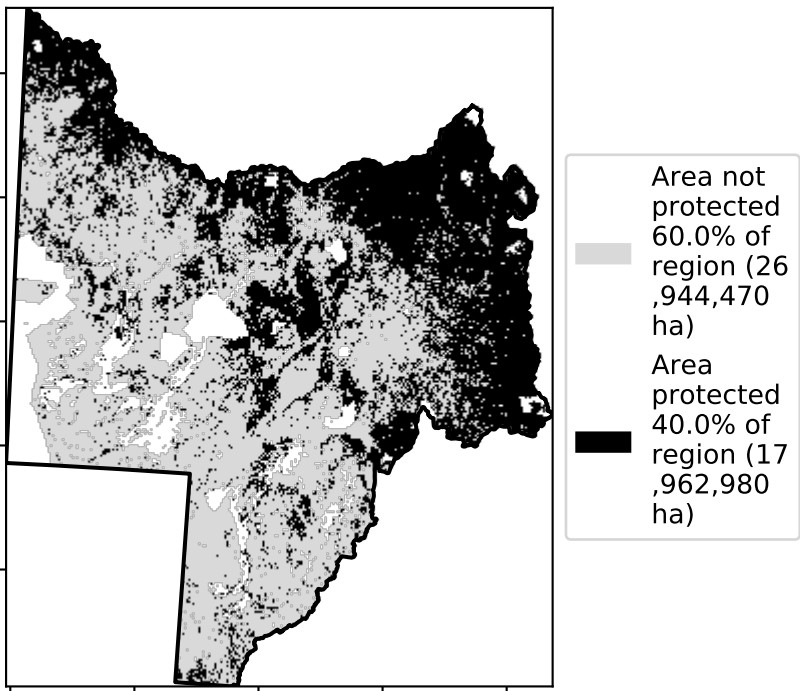 Area not
protected
60.0% of
region (26
,944,470
ha)
Area
protected
40.0% of
region (17
,962,980
ha)